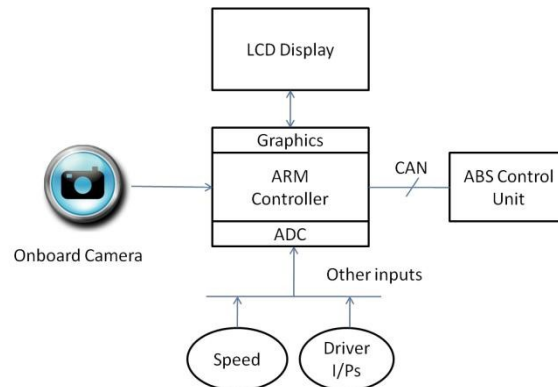 LCD Display
Graphics
ARM
Controller
ADC
CAN
ABS Control
Unit
Onboard Camera
Other inputs
Speed
Driver
I/Ps